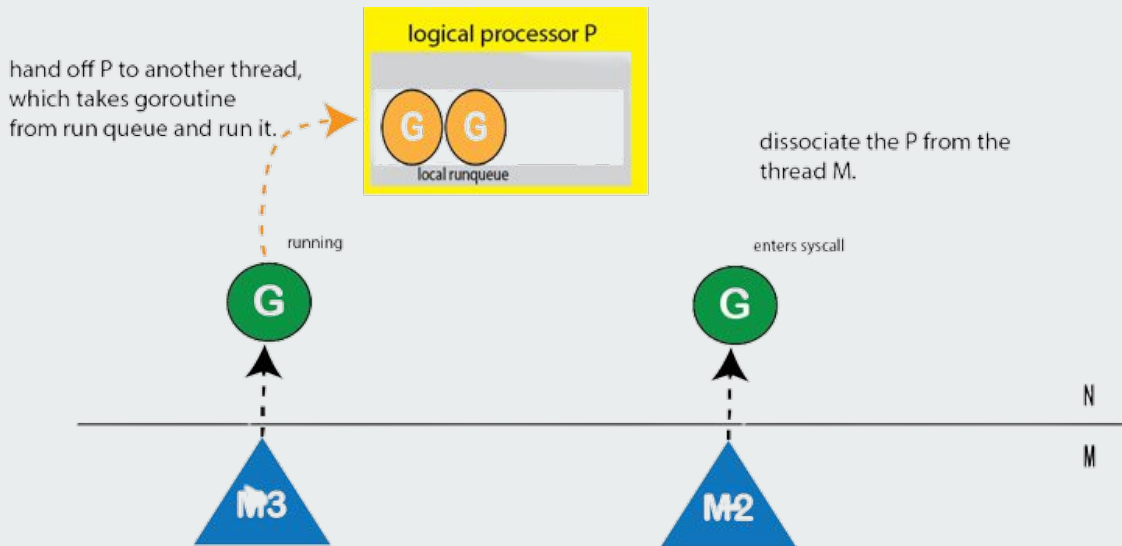 logical processor P
hand off P to another thread,
which takes goroutine
from run queue and run it.
G G
local runqueue
dissociate the P from the
thread M.
running
enters syscall
G
G
N
M
M3
M2